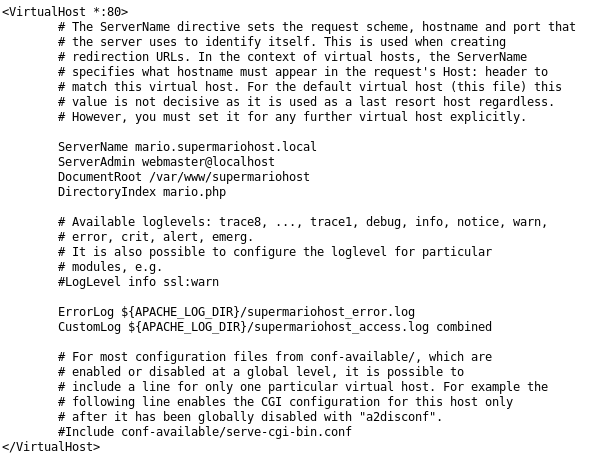 <VirtualHost *:80>
# The ServerName directive sets the request scheme, hostname and port that
# the server uses to identify itself. This is used when creating
# redirection URLs. In the context of virtual hosts, the ServerName
# specifies what hostname must appear in the request's Host: header to
# match this virtual host. For the default virtual host (this file) this
# value is not decisive as it is used as a last resort host regardless.
# However, you must set it for any further virtual host explicitly.
ServerName mario.supermariohost.local
ServerAdmin webmaster@localhost
DocumentRoot /var/www/supermariohost
DirectoryIndex mario.php
# Available loglevels: trace8, ..., trace1, debug, info, notice, warn,
# error, crit, alert, emerg.
# It is also possible to configure the loglevel for particular
# modules, e.g.
#LogLevel info ssl:warn
ErrorLog ${APACHE_LOG_DIR}/supermariohost_error.log
CustomLog ${APACHE_LOG_DIR}/supermariohost_access.log combined
# For most configuration files from conf-available/, which are
# enabled or disabled at a global level, it is possible to
# include a line for only one particular virtual host. For example the
# following line enables the CGI configuration for this host only
# after it has been globally disabled with "a2disconf".
#Include conf-available/serve-cgi-bin.conf
</VirtualHost>